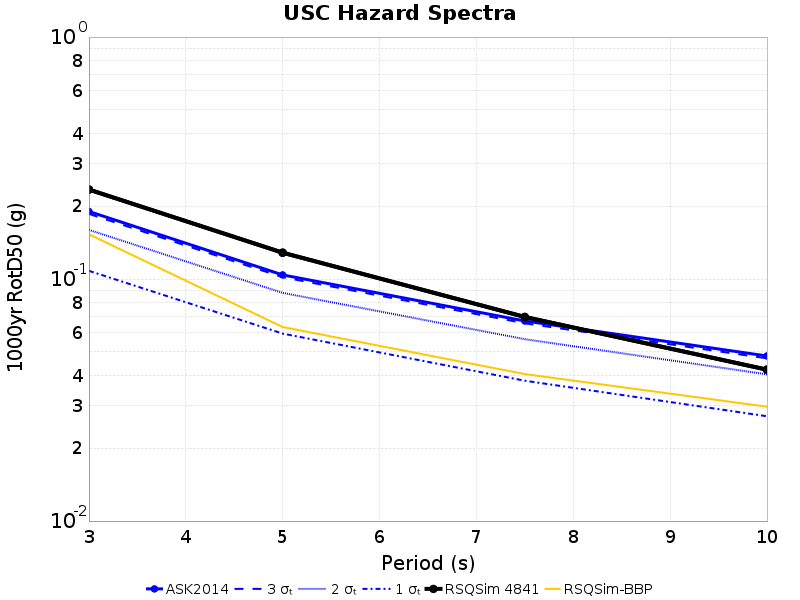 USC Hazard Spectra
1000yr RotD50 (g)
10^0
8
6
4
3
2
10^-1
8
6
4
3
2
10^-2
3 4 5 6 7 8 9 10
Period (s)
ASK2014 3 σₜ 2 σₜ 1 σₜ RSQSim 4841 RSQSim-BBP